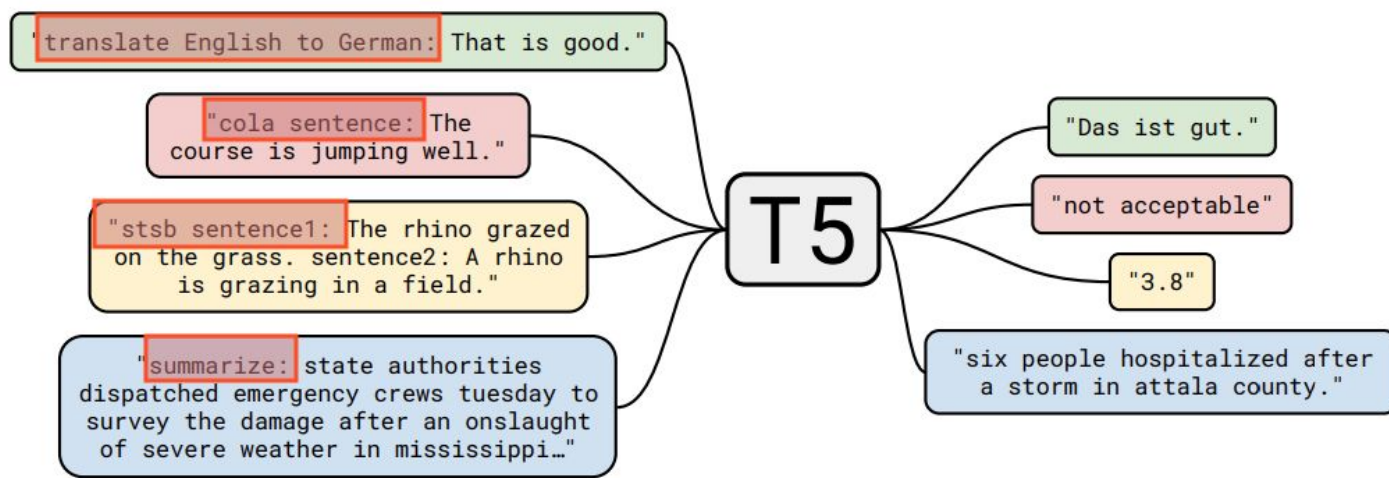 "translate English to German: That is good."
"cola sentence: The
course is jumping well."
"stsb sentence1: The rhino grazed
on the grass. sentence2: A rhino
is grazing in a field."
"summarize: state authorities
dispatched emergency crews tuesday to
survey the damage after an onslaught
of severe weather in mississippi…"
T5
"Das ist gut."
"not acceptable"
"3.8"
"six people hospitalized after
a storm in attala county."